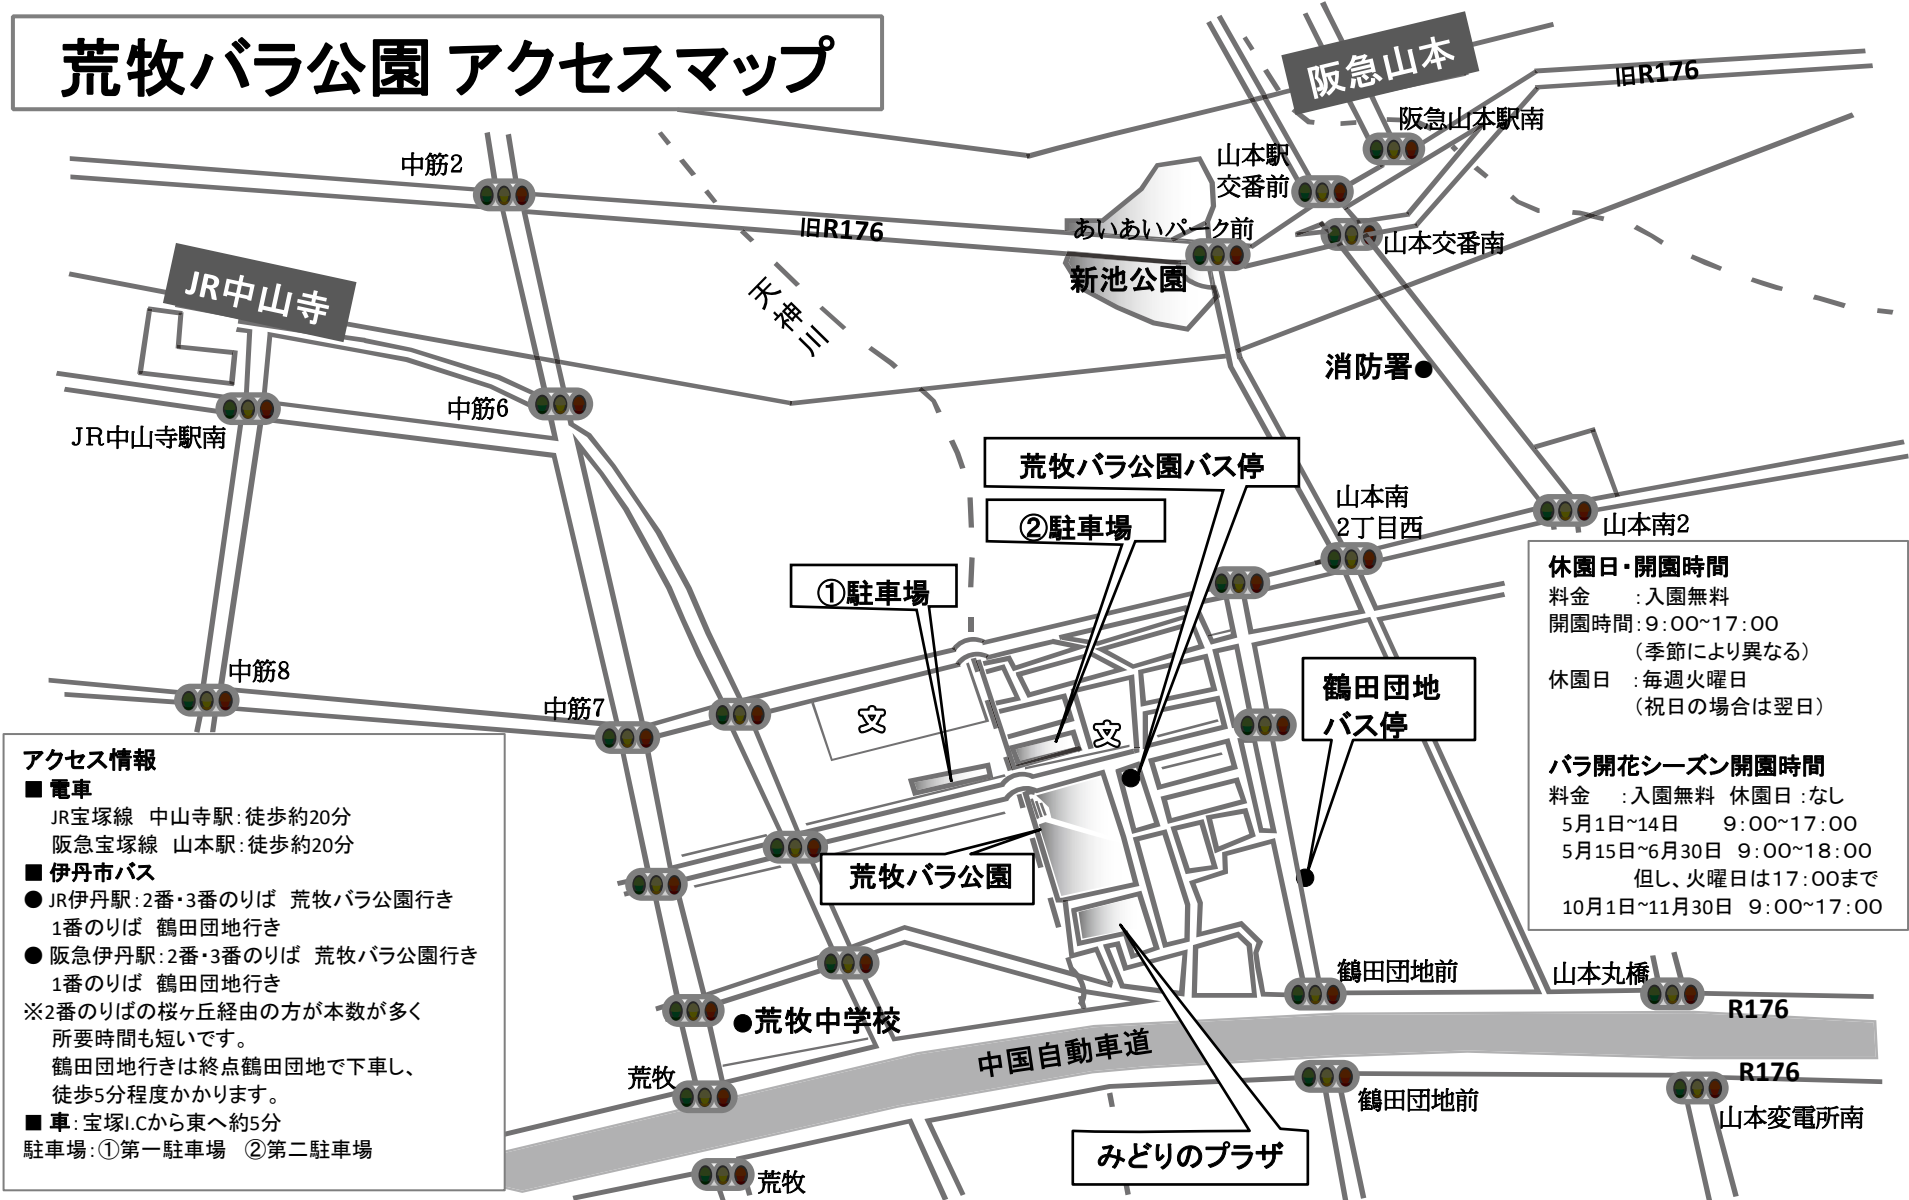 荒牧バラ公園 アクセスマップ
阪急山本
旧R176
阪急山本駅南
中筋2
山本駅
交番前
旧R176
あいあいパーク前
山本交番南
新池公園
JR中山寺
天神川
消防署●
中筋6
JR中山寺駅南
荒牧バラ公園バス停
②駐車場
山本南
2丁目西
山本南2
①駐車場
中筋8
中筋7
文
文
鶴田団地
バス停
荒牧バラ公園
鶴田団地前
山本丸橋
R176
●荒牧中学校
中国自動車道
荒牧
R176
鶴田団地前
山本変電所南
みどりのプラザ
荒牧
休園日・開園時間
料金 :入園無料
開園時間:9:00~17:00
(季節により異なる)
休園日 :毎週火曜日
(祝日の場合は翌日)
バラ開花シーズン開園時間
料金 :入園無料 休園日:なし
5月1日~14日 9:00~17:00
5月15日~6月30日 9:00~18:00
但し、火曜日は17:00まで
10月1日~11月30日 9:00~17:00
アクセス情報
■ 電車
JR宝塚線 中山寺駅:徒歩約20分
阪急宝塚線 山本駅:徒歩約20分
■ 伊丹市バス
● JR伊丹駅:2番・3番のりば 荒牧バラ公園行き
1番のりば 鶴田団地行き
● 阪急伊丹駅:2番・3番のりば 荒牧バラ公園行き
1番のりば 鶴田団地行き
※2番のりばの桜ヶ丘経由の方が本数が多く
所要時間も短いです。
鶴田団地行きは終点鶴田団地で下車し、
徒歩5分程度かかります。
■ 車:宝塚I.Cから東へ約5分
駐車場:①第一駐車場 ②第二駐車場